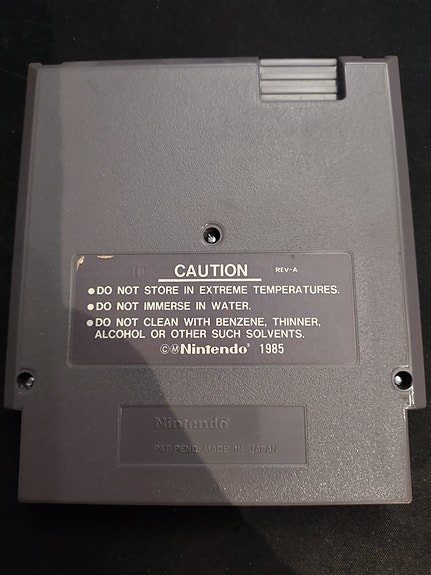 CAUTION REV-A
●DO NOT STORE IN EXTREME TEMPERATURES.
●DO NOT IMMERSE IN WATER.
●DO NOT CLEAN WITH BENZENE, THINNER,
ALCOHOL OR OTHER SUCH SOLVENTS.
©ⓂNintendo® 1985
Nintendo®
PAT. PEND. MADE IN JAPAN